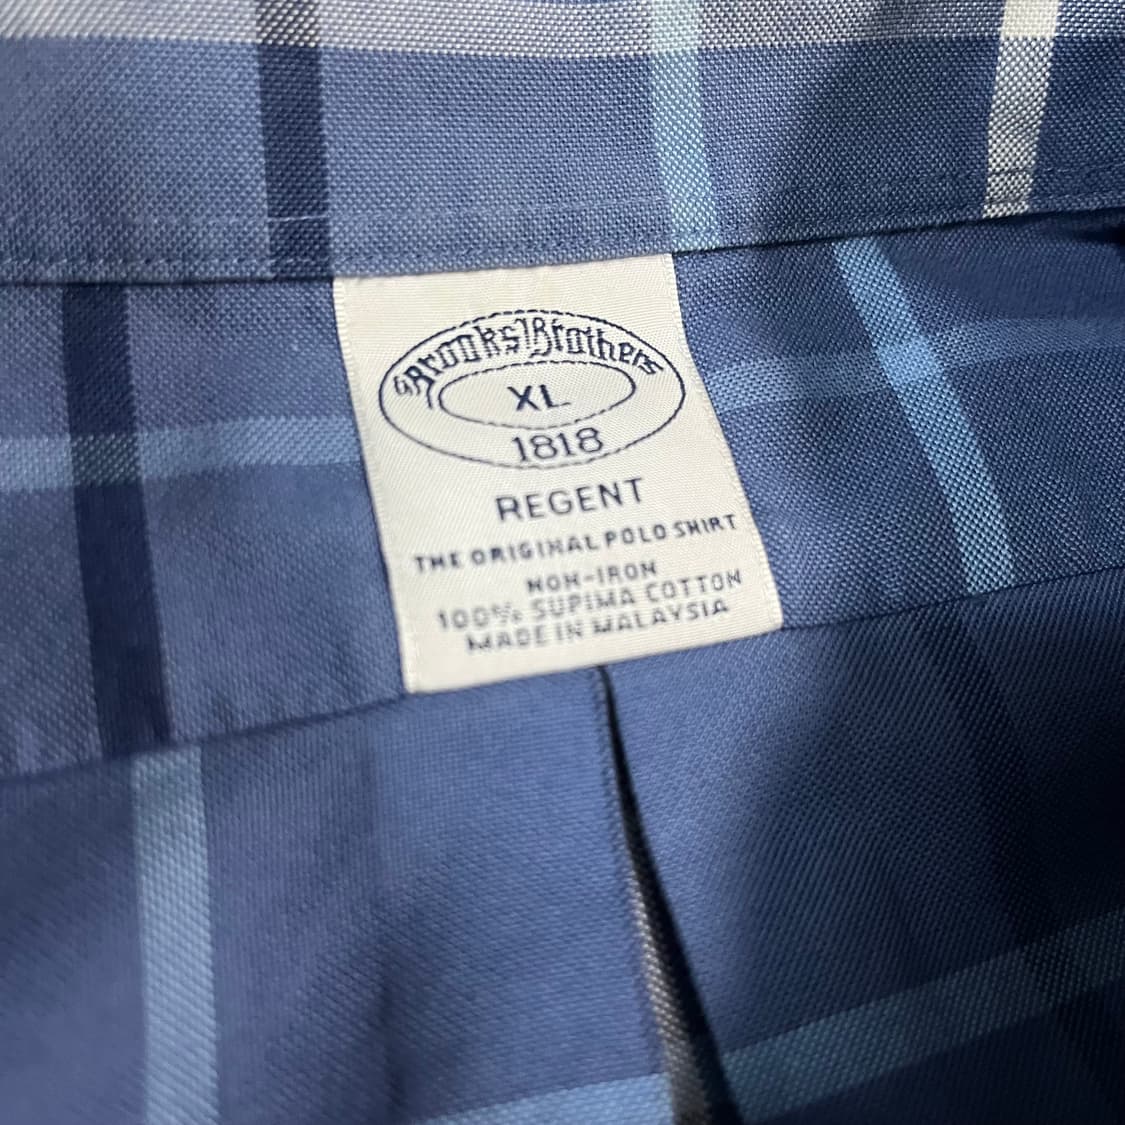 Brooks Brothers
XL
1818
REGENT
THE ORIGINAL POLO SHIRT
NON-IRON
100% SUPIMA COTTON
MADE IN MALAYSIA